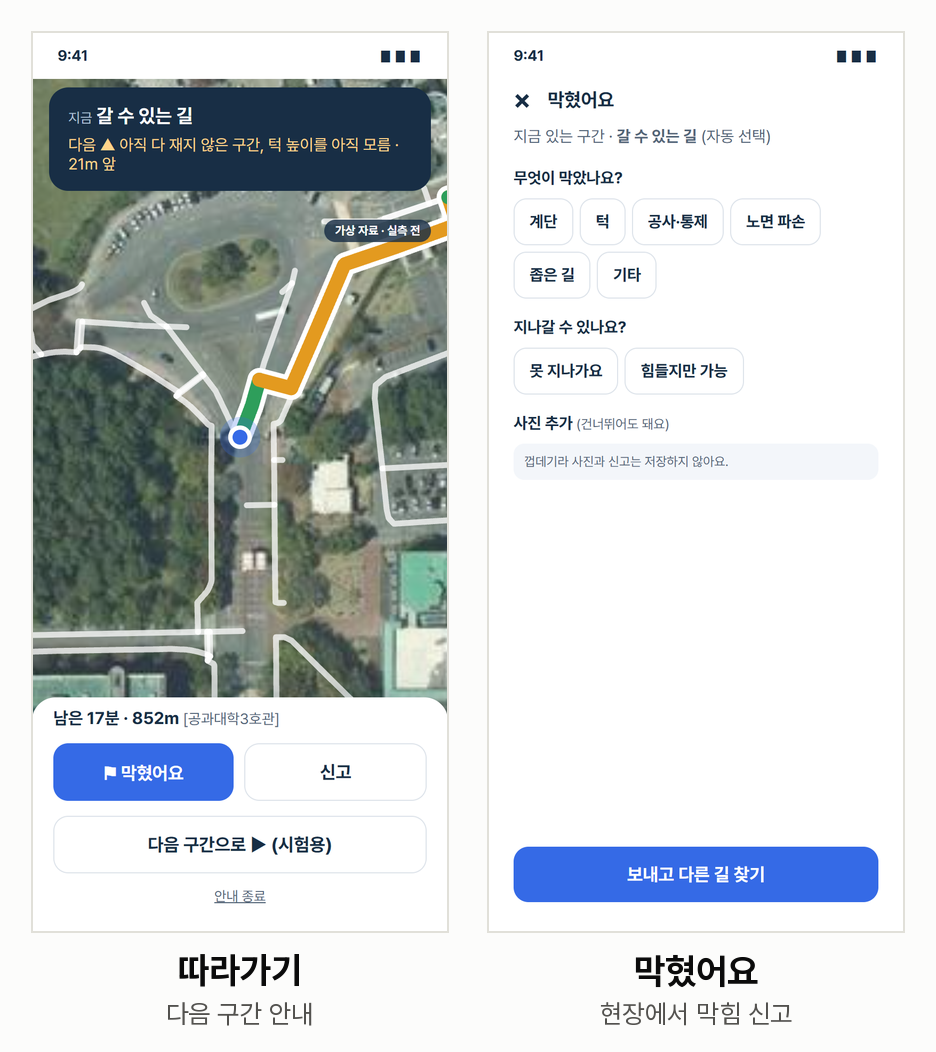 9:41
지금 갈 수 있는 길
다음 ▲ 아직 다 재지 않은 구간, 턱 높이를 아직 모름 ·
21m 앞
가상 자료 · 실측 전
남은 17분 · 852m [공과대학3호관]
⚑ 막혔어요
신고
다음 구간으로 ▶ (시험용)
안내 종료
따라가기
다음 구간 안내
9:41
✕ 막혔어요
지금 있는 구간 · 갈 수 있는 길 (자동 선택)
무엇이 막았나요?
계단 턱 공사·통제 노면 파손
좁은 길 기타
지나갈 수 있나요?
못 지나가요 힘들지만 가능
사진 추가 (건너뛰어도 돼요)
껍데기라 사진과 신고는 저장하지 않아요.
보내고 다른 길 찾기
막혔어요
현장에서 막힘 신고